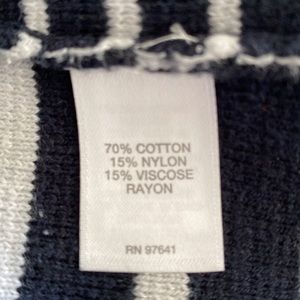 70% COTTON
15% NYLON
15% VISCOSE
RAYON
RN 97641